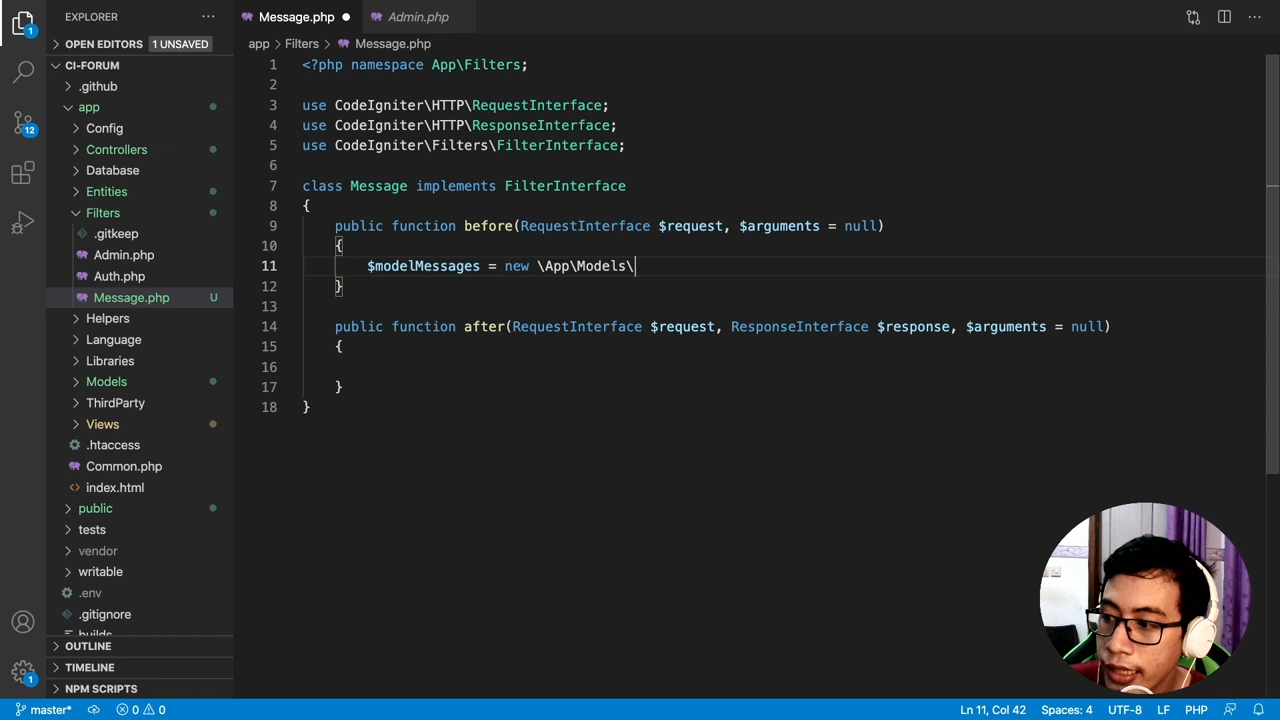 EXPLORER
OPEN EDITORS 1 UNSAVED
CI-FORUM
.github
app
Config
Controllers
Database
Entities
Filters
.gitkeep
Admin.php
Auth.php
Message.php U
Helpers
Language
Libraries
Models
ThirdParty
Views
.htaccess
Common.php
index.html
public
tests
vendor
writable
.env
.gitignore
builds
OUTLINE
TIMELINE
NPM SCRIPTS
1
12
1
Message.php Admin.php
app > Filters > Message.php
1 <?php namespace App\Filters;
2
3 use CodeIgniter\HTTP\RequestInterface;
4 use CodeIgniter\HTTP\ResponseInterface;
5 use CodeIgniter\Filters\FilterInterface;
6
7 class Message implements FilterInterface
8 {
9 public function before(RequestInterface $request, $arguments = null)
10 {
11 $modelMessages = new \App\Models\
12 }
13
14 public function after(RequestInterface $request, ResponseInterface $response, $arguments = null)
15 {
16
17 }
18 }
master* 0 0 Ln 11, Col 42 Spaces: 4 UTF-8 LF PHP